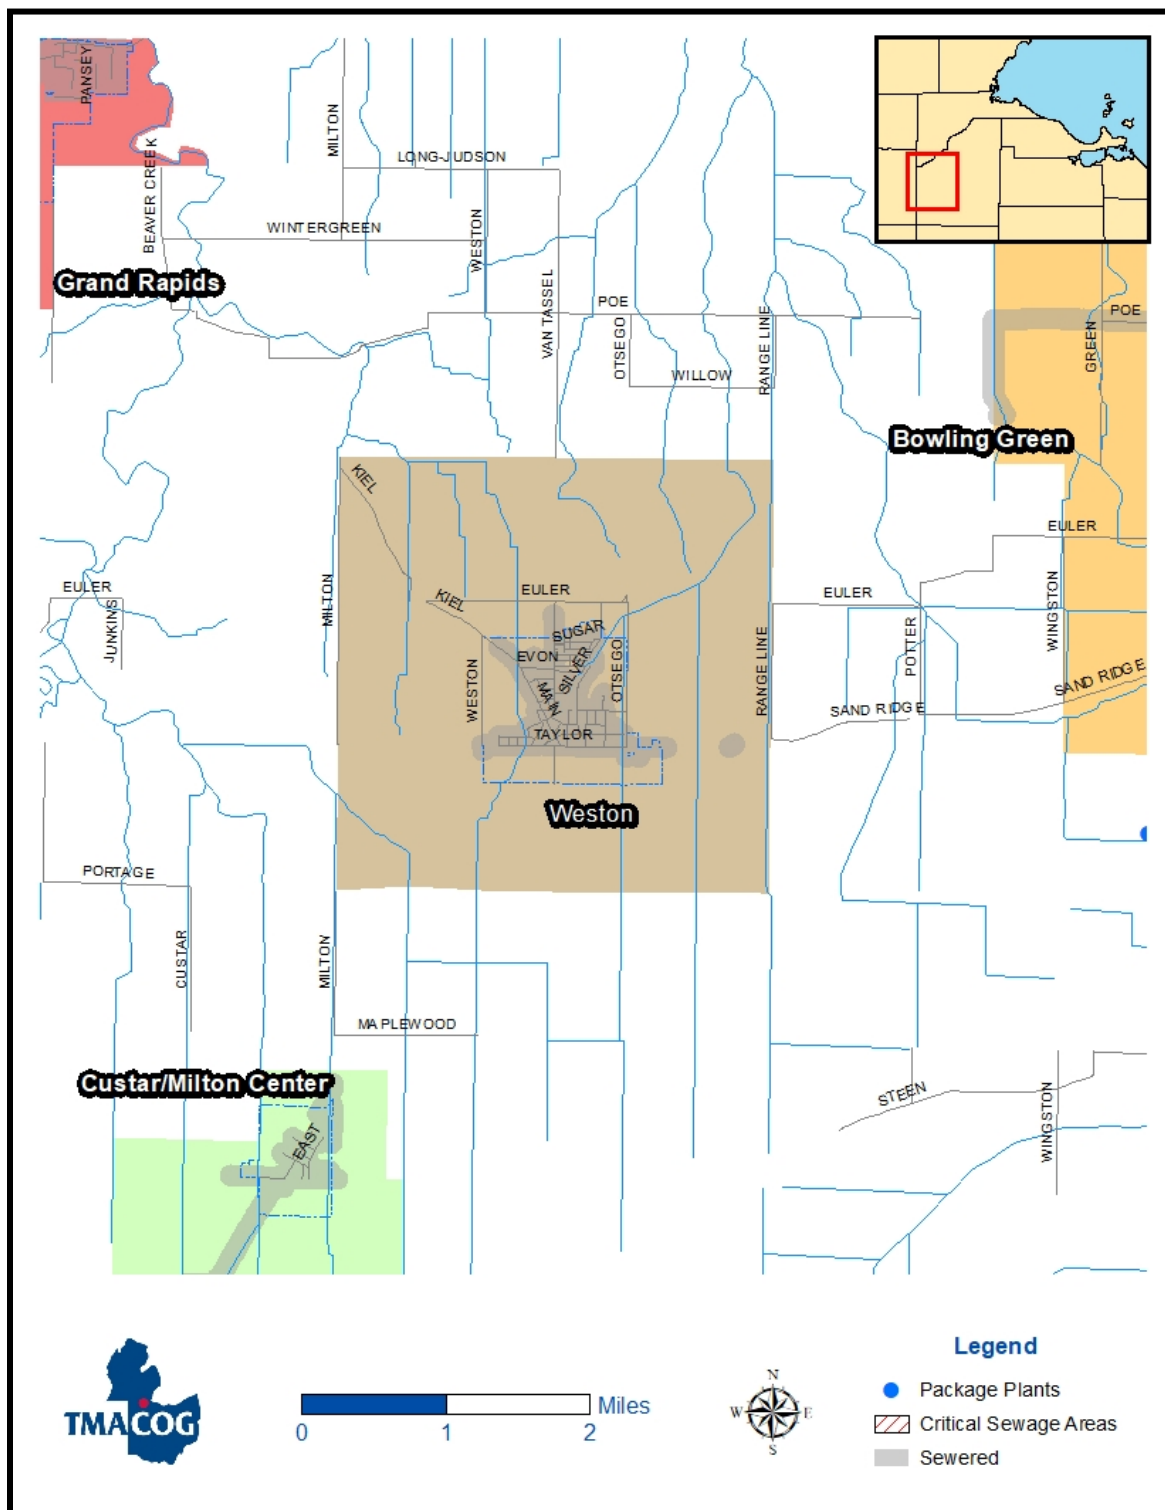 PANSEY
MILTON
LONG-JUDSON
BEAVER CREEK
WINTERGREEN
WESTON
Grand Rapids
VAN TASSEL
POE
OTSEGO
WILLOW
RANGE LINE
GREEN
POE
Bowling Green
KIEL
EULER
EULER
JUNKINS
MILTON
KIEL
EULER
EULER
WINGSTON
POTTER
SUGAR
EVON
SILVER
OTSEGO
WESTON
MAIN
RANGE LINE
SAND RIDGE
SAND RIDGE
TAYLOR
Weston
PORTAGE
CUSTAR
MILTON
MAPLEWOOD
Custar/Milton Center
EAST
STEEN
WINGSTON
TMACOG
0 1 2 Miles
N
W E
S
Legend
Package Plants
Critical Sewage Areas
Sewered